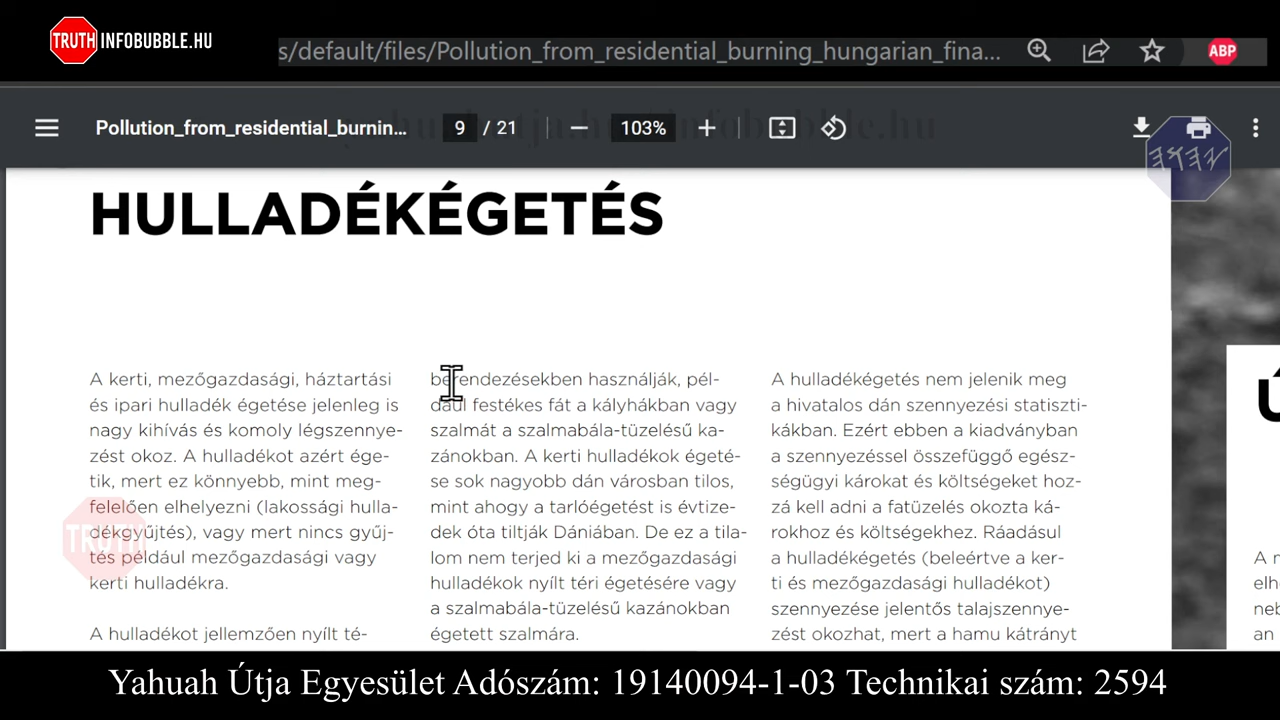 TRUTH INFOBUBBLE.HU
s/default/files/Pollution_from_residential_burning_hungarian_fina...
ABP
Pollution_from_residential_burnin...
9 / 21
103%
HULLADÉKÉGETÉS
A kerti, mezőgazdasági, háztartási
és ipari hulladék égetése jelenleg is
nagy kihívás és komoly légszennye-
zést okoz. A hulladékot azért ége-
tik, mert ez könnyebb, mint meg-
felelően elhelyezni (lakossági hulla-
dékgyűjtés), vagy mert nincs gyűj-
tés például mezőgazdasági vagy
kerti hulladékra.
A hulladékot jellemzően nyílt té-
berendezésekben használják, pél-
dául festékes fát a kályhákban vagy
szalmát a szalmabála-tüzelésű ka-
zánokban. A kerti hulladékok égeté-
se sok nagyobb dán városban tilos,
mint ahogy a tarlóégetést is évtize-
dek óta tiltják Dániában. De ez a tila-
lom nem terjed ki a mezőgazdasági
hulladékok nyílt téri égetésére vagy
a szalmabála-tüzelésű kazánokban
égetett szalmára.
A hulladékégetés nem jelenik meg
a hivatalos dán szennyezési statiszti-
kákban. Ezért ebben a kiadványban
a szennyezéssel összefüggő egész-
ségügyi károkat és költségeket hoz-
zá kell adni a fatüzelés okozta ká-
rokhoz és költségekhez. Ráadásul
a hulladékégetés (beleértve a ker-
ti és mezőgazdasági hulladékot)
szennyezése jelentős talajszennye-
zést okozhat, mert a hamu kátrányt
TRUTH
Yahuah Útja Egyesület Adószám: 19140094-1-03 Technikai szám: 2594